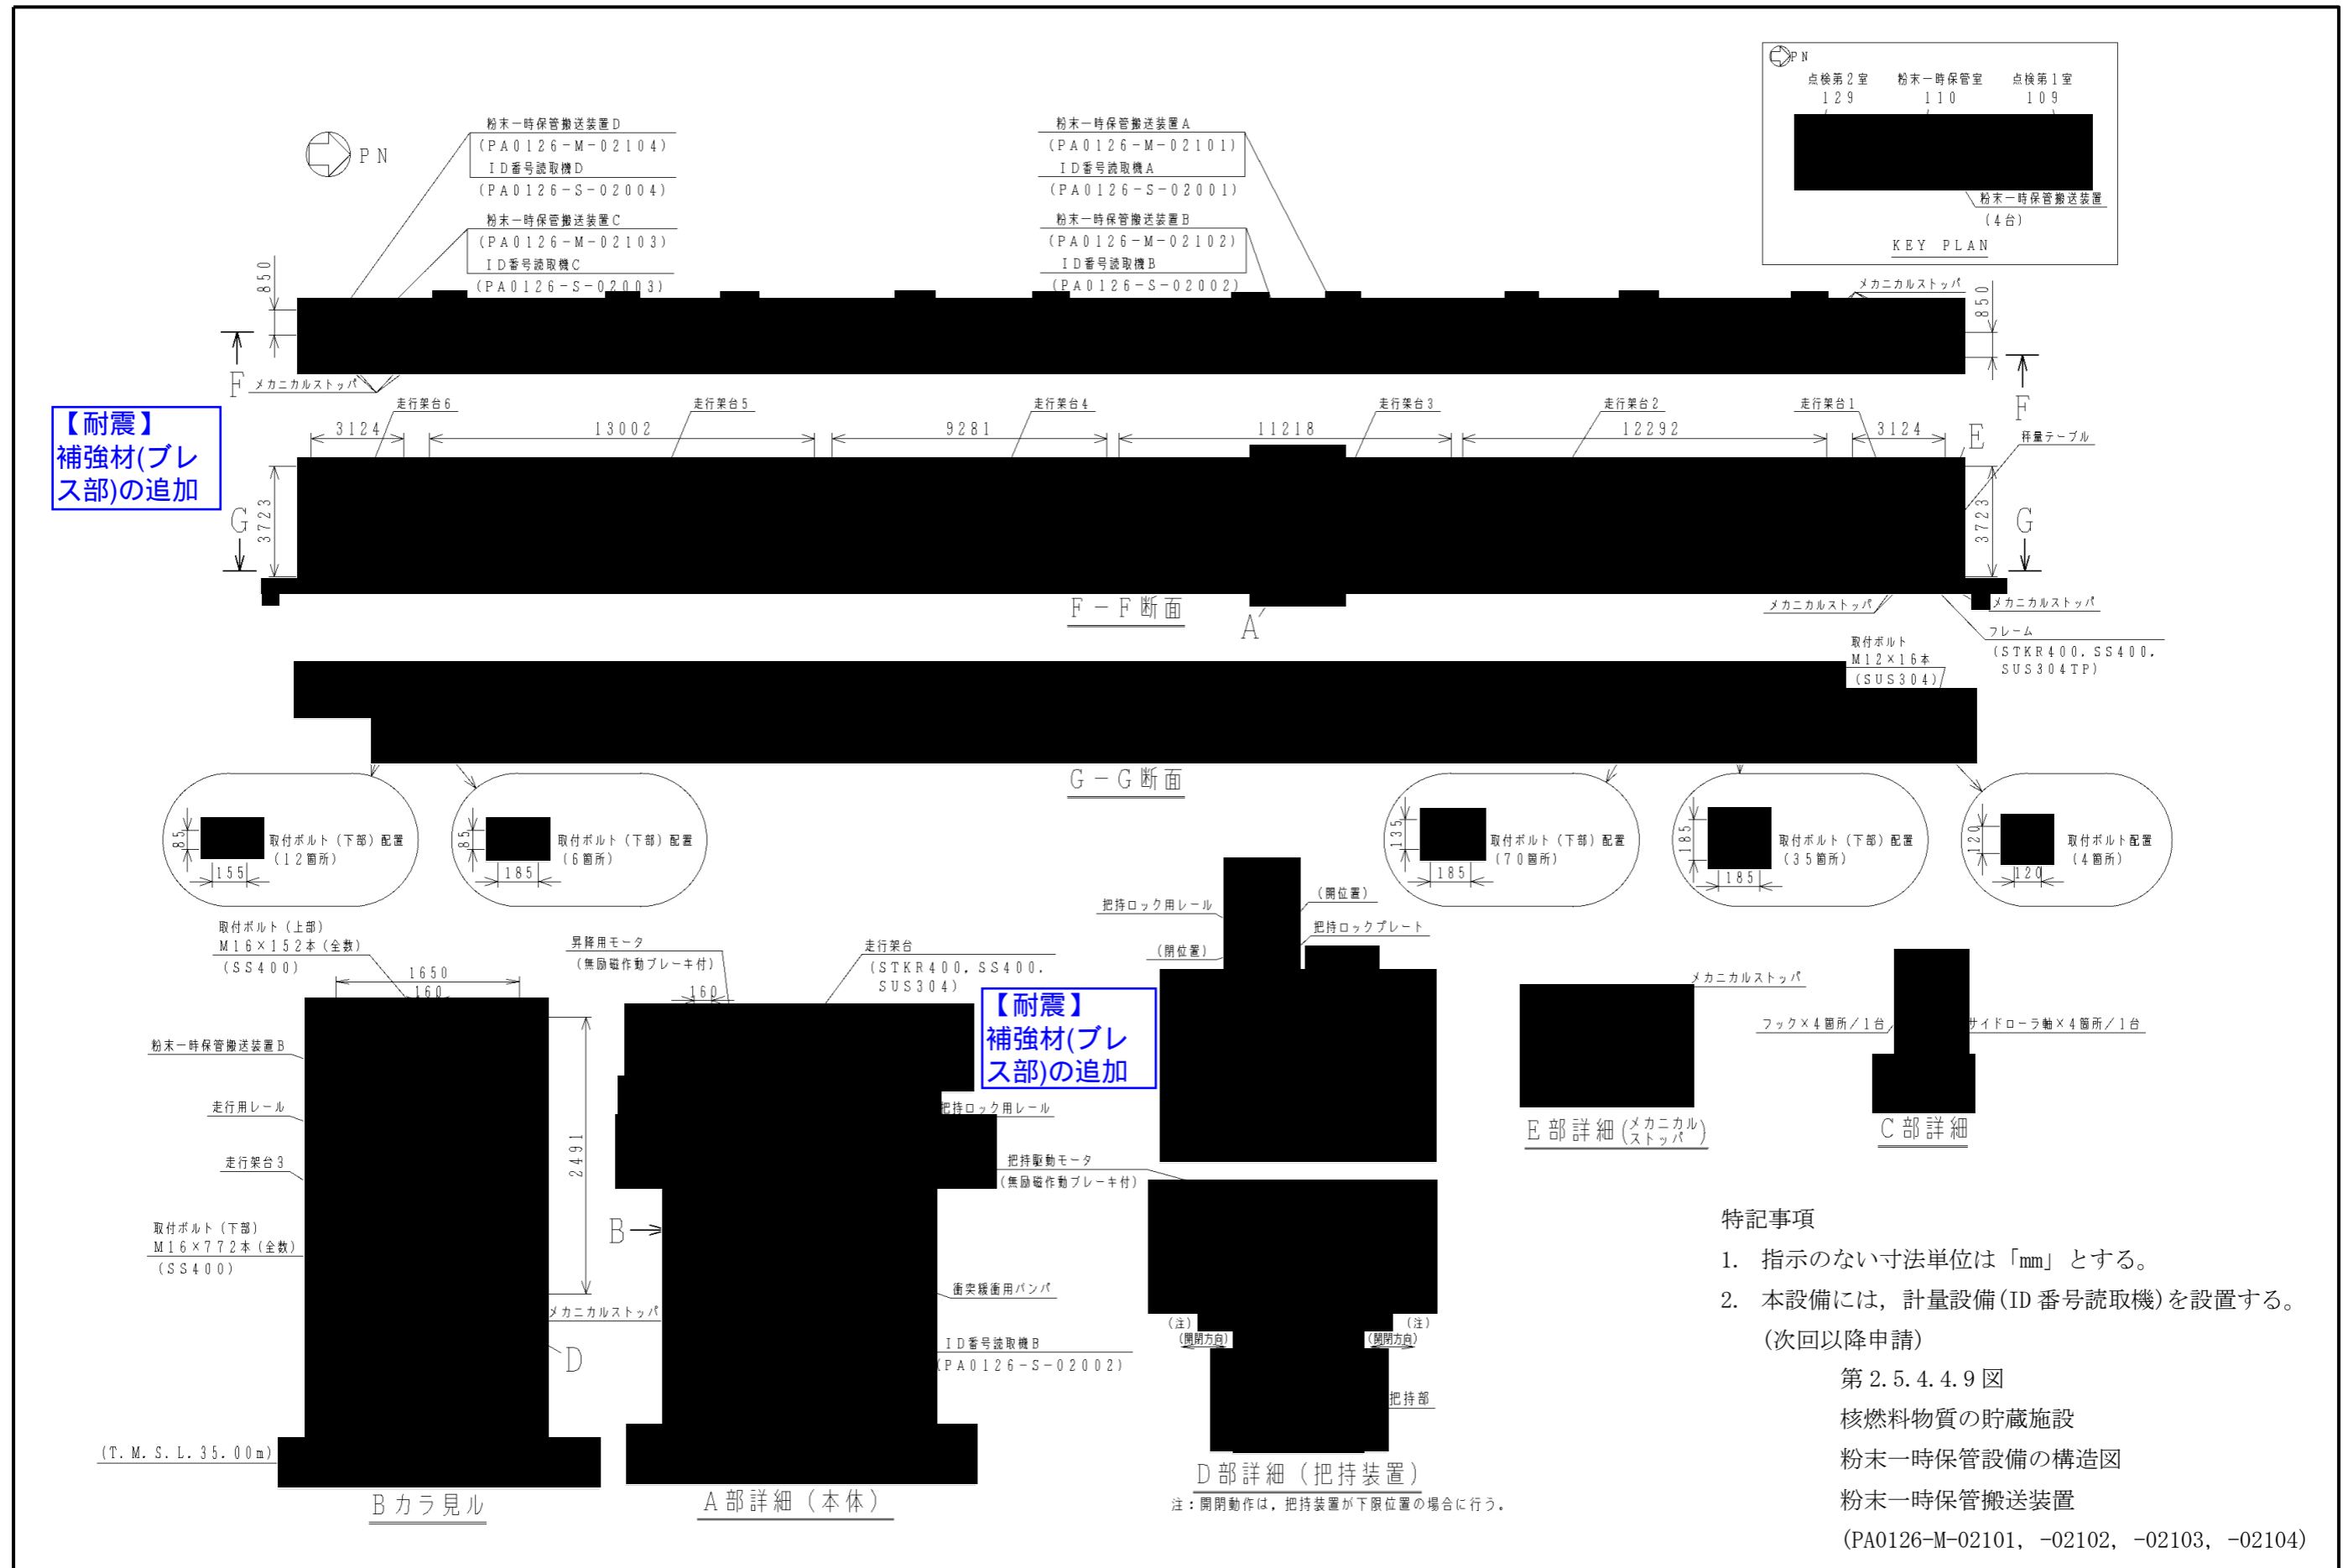 PN
点検第2室 粉末一時保管室 点検第1室
129 110 109
粉末一時保管搬送装置
(4台)
KEY PLAN
PN
粉末一時保管搬送装置D
(PA0126-M-02104)
ID番号読取機D
(PA0126-S-02004)
粉末一時保管搬送装置C
(PA0126-M-02103)
ID番号読取機C
(PA0126-S-02003)
粉末一時保管搬送装置A
(PA0126-M-02101)
ID番号読取機A
(PA0126-S-02001)
粉末一時保管搬送装置B
(PA0126-M-02102)
ID番号読取機B
(PA0126-S-02002)
メカニカルストッパ
850
850
F
メカニカルストッパ
F
【耐震】
補強材(ブレ
ス部)の追加
走行架台6 走行架台5 走行架台4 走行架台3 走行架台2 走行架台1
3124 13002 9281 11218 12292 3124
E
秤量テーブル
G
3723
3723
G
F-F断面
A
メカニカルストッパ
メカニカルストッパ
フレーム
(STKR400,SS400,
SUS304TP)
取付ボルト
M12×16本
(SUS304)
G-G断面
85
155
取付ボルト(下部)配置
(12箇所)
85
185
取付ボルト(下部)配置
(6箇所)
135
185
取付ボルト(下部)配置
(70箇所)
185
185
取付ボルト(下部)配置
(35箇所)
120
120
取付ボルト配置
(4箇所)
取付ボルト(上部)
M16×152本(全数)
(SS400)
1650
160
粉末一時保管搬送装置B
走行用レール
走行架台3
2491
取付ボルト(下部)
M16×772本(全数)
(SS400)
メカニカルストッパ
D
(T.M.S.L.35.00m)
Bカラ見ル
昇降用モータ
(無励磁作動ブレーキ付)
160
走行架台
(STKR400,SS400,
SUS304)
【耐震】
補強材(ブレ
ス部)の追加
把持ロック用レール
B
衝突緩衝用バンパ
ID番号読取機B
(PA0126-S-02002)
A部詳細(本体)
把持ロック用レール
(開位置)
把持ロックプレート
(閉位置)
把持駆動モータ
(無励磁作動ブレーキ付)
(注)
(開閉方向)
(注)
(開閉方向)
把持部
D部詳細(把持装置)
注:開閉動作は,把持装置が下限位置の場合に行う。
メカニカルストッパ
E部詳細(メカニカルストッパ)
フック×4箇所/1台
サイドローラ軸×4箇所/1台
C部詳細
特記事項
1. 指示のない寸法単位は「mm」とする。
2. 本設備には,計量設備(ID番号読取機)を設置する。
(次回以降申請)
第2.5.4.4.9図
核燃料物質の貯蔵施設
粉末一時保管設備の構造図
粉末一時保管搬送装置
(PA0126-M-02101, -02102, -02103, -02104)